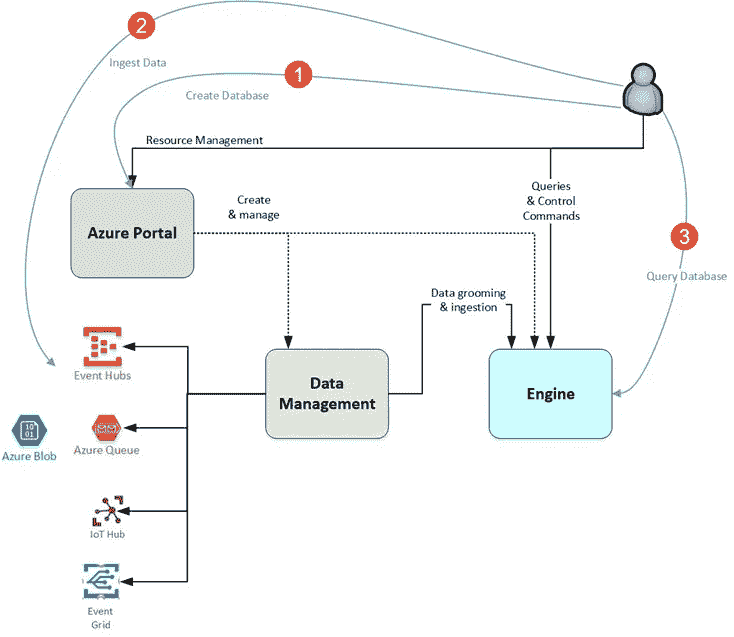 2
Ingest Data
1
Create Database
Resource Management
Queries
& Control
Commands
Create
& manage
Azure Portal
3
Query Database
Data grooming
& ingestion
Event Hubs
Data
Management
Engine
10
01
Azure Blob
Azure Queue
IoT Hub
Event
Grid